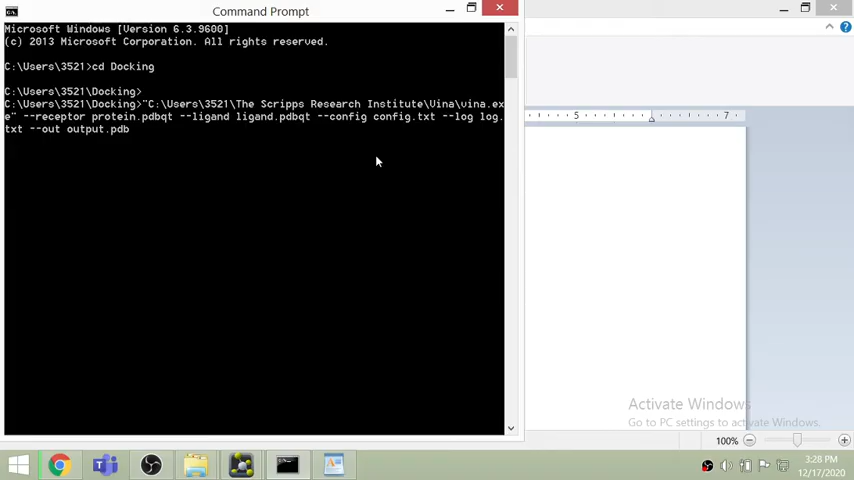 Command Prompt
Microsoft Windows [Version 6.3.9600]
(c) 2013 Microsoft Corporation. All rights reserved.
C:\Users\3521>cd Docking
C:\Users\3521\Docking>
C:\Users\3521\Docking>"C:\Users\3521\The Scripps Research Institute\Vina\vina.ex
e" --receptor protein.pdbqt --ligand ligand.pdbqt --config config.txt --log log.
txt --out output.pdb
5 7
Activate Windows
Go to PC settings to activate Windows.
100%
3:28 PM
12/17/2020